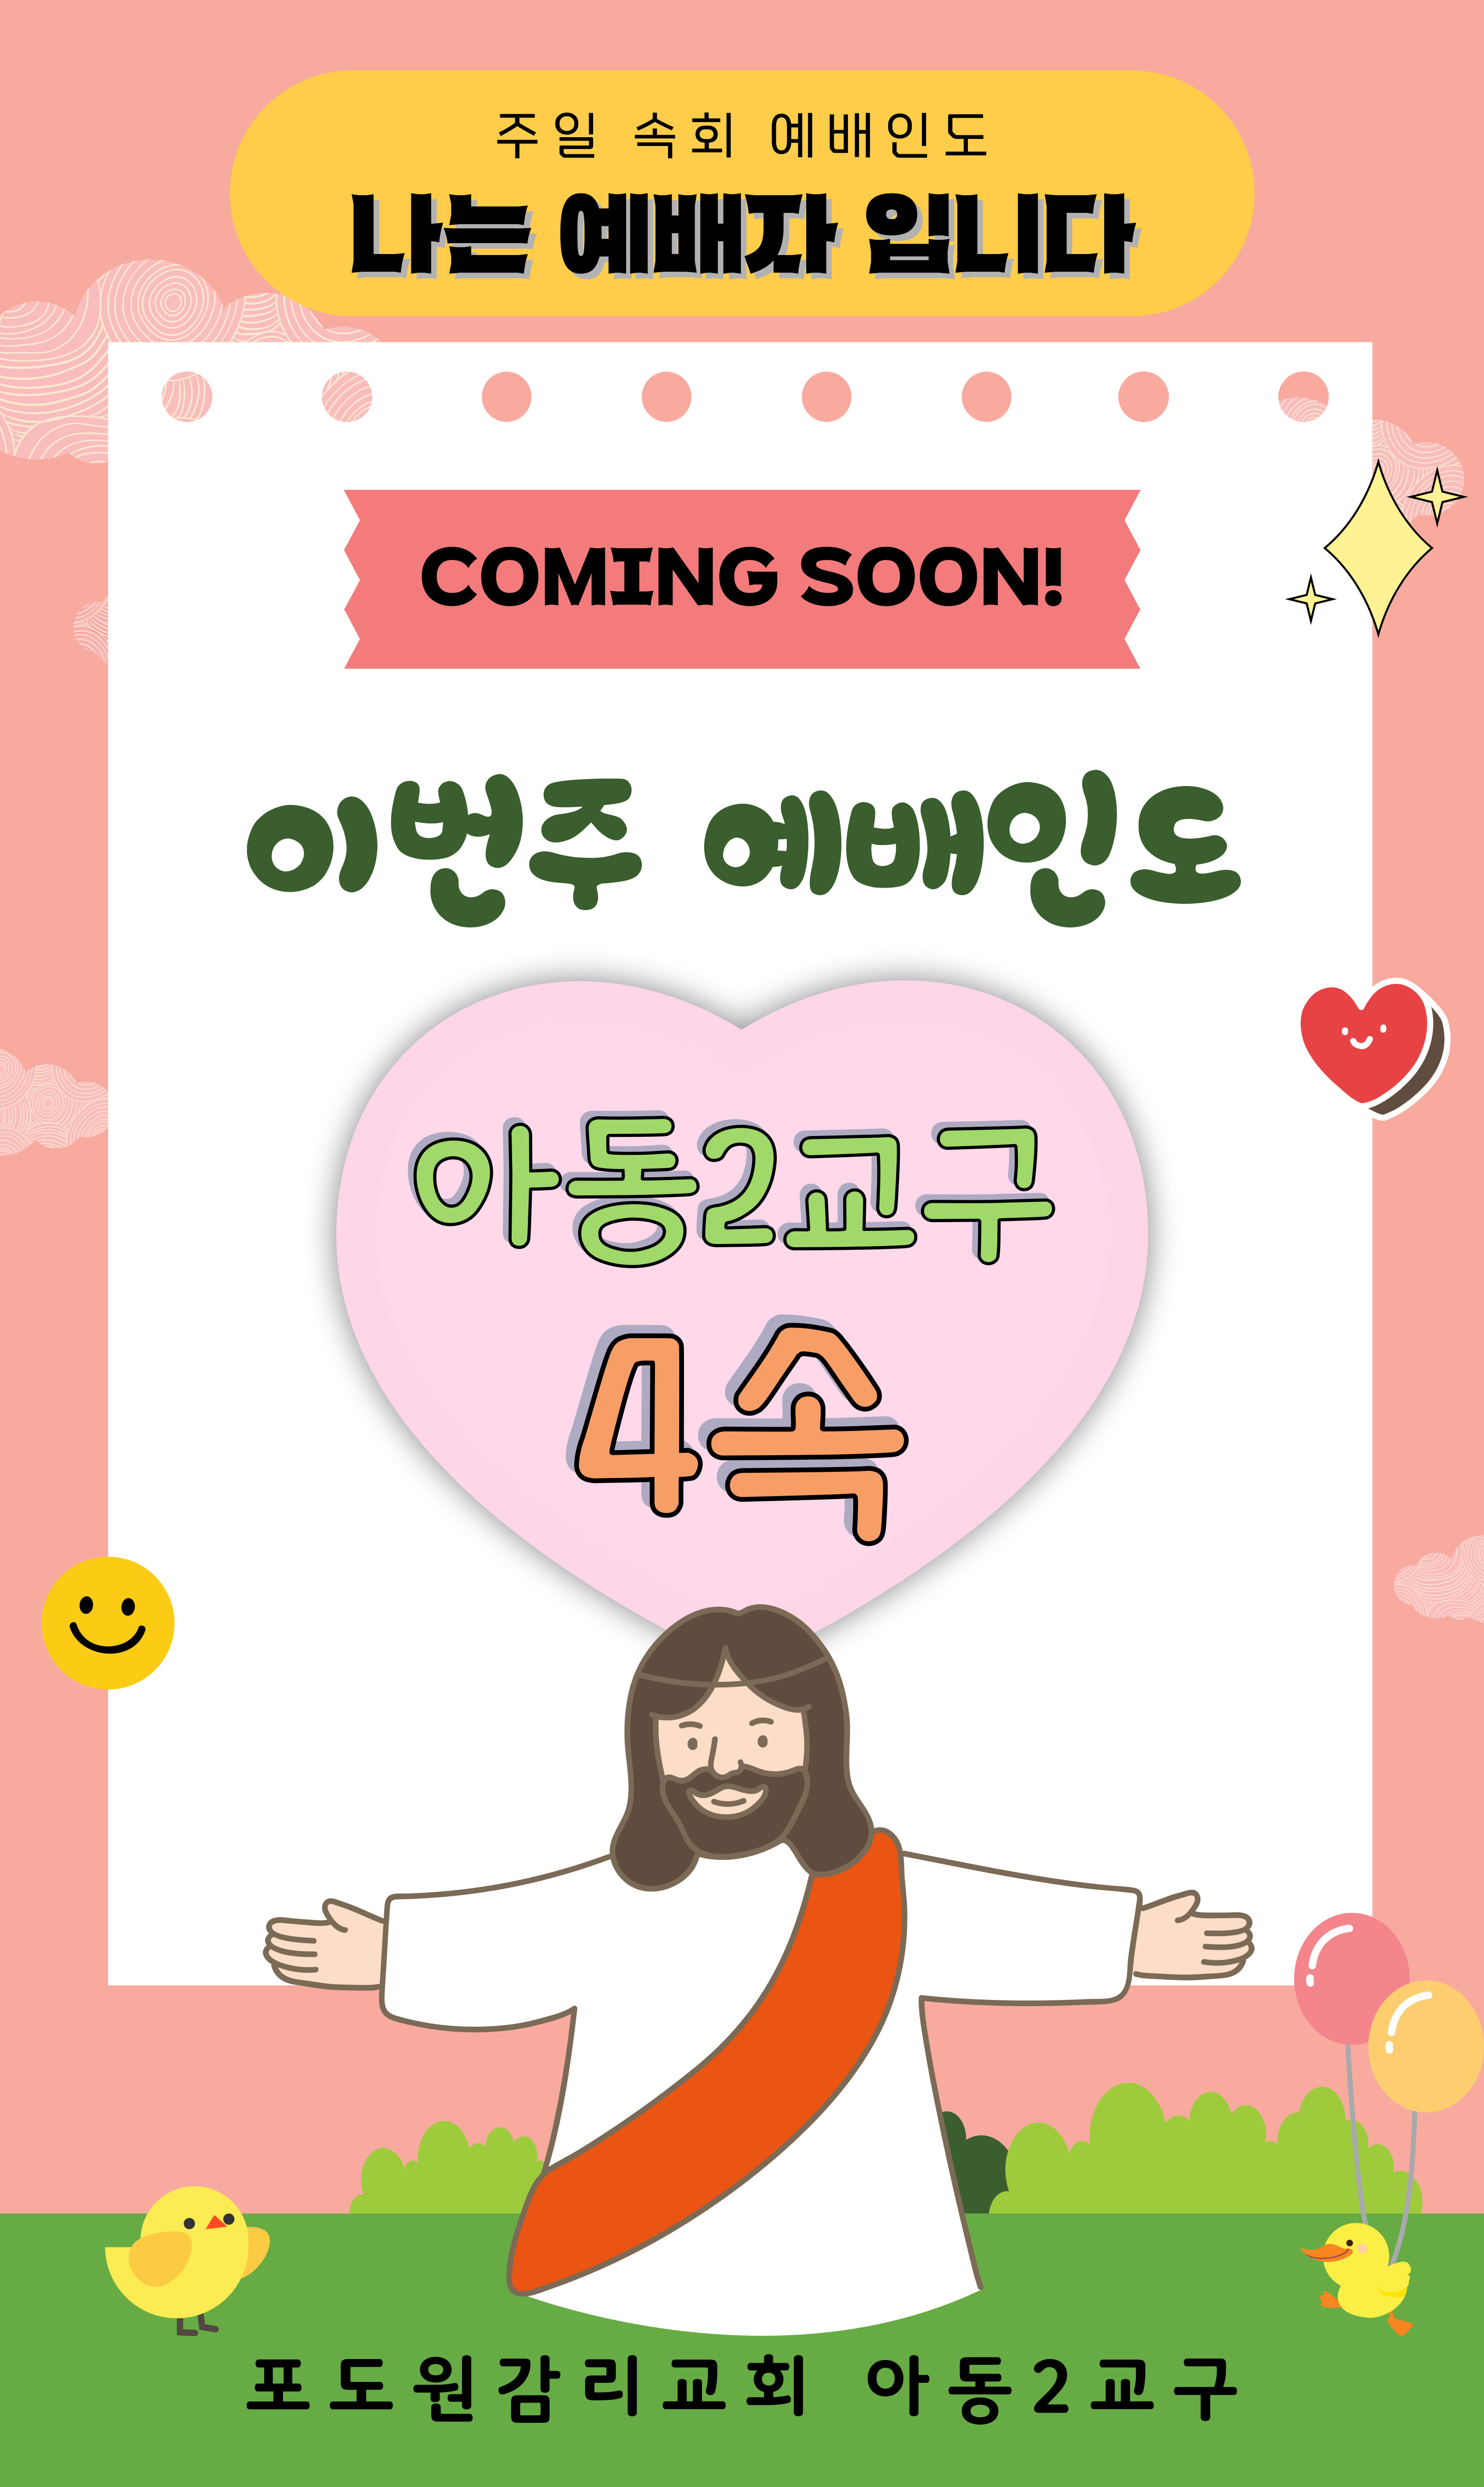 주일 속회 예배인도
나는 예배자 입니다
COMING SOON!
이번주 예배인도
아동2교구
4속
포도원감리교회 아동2교구